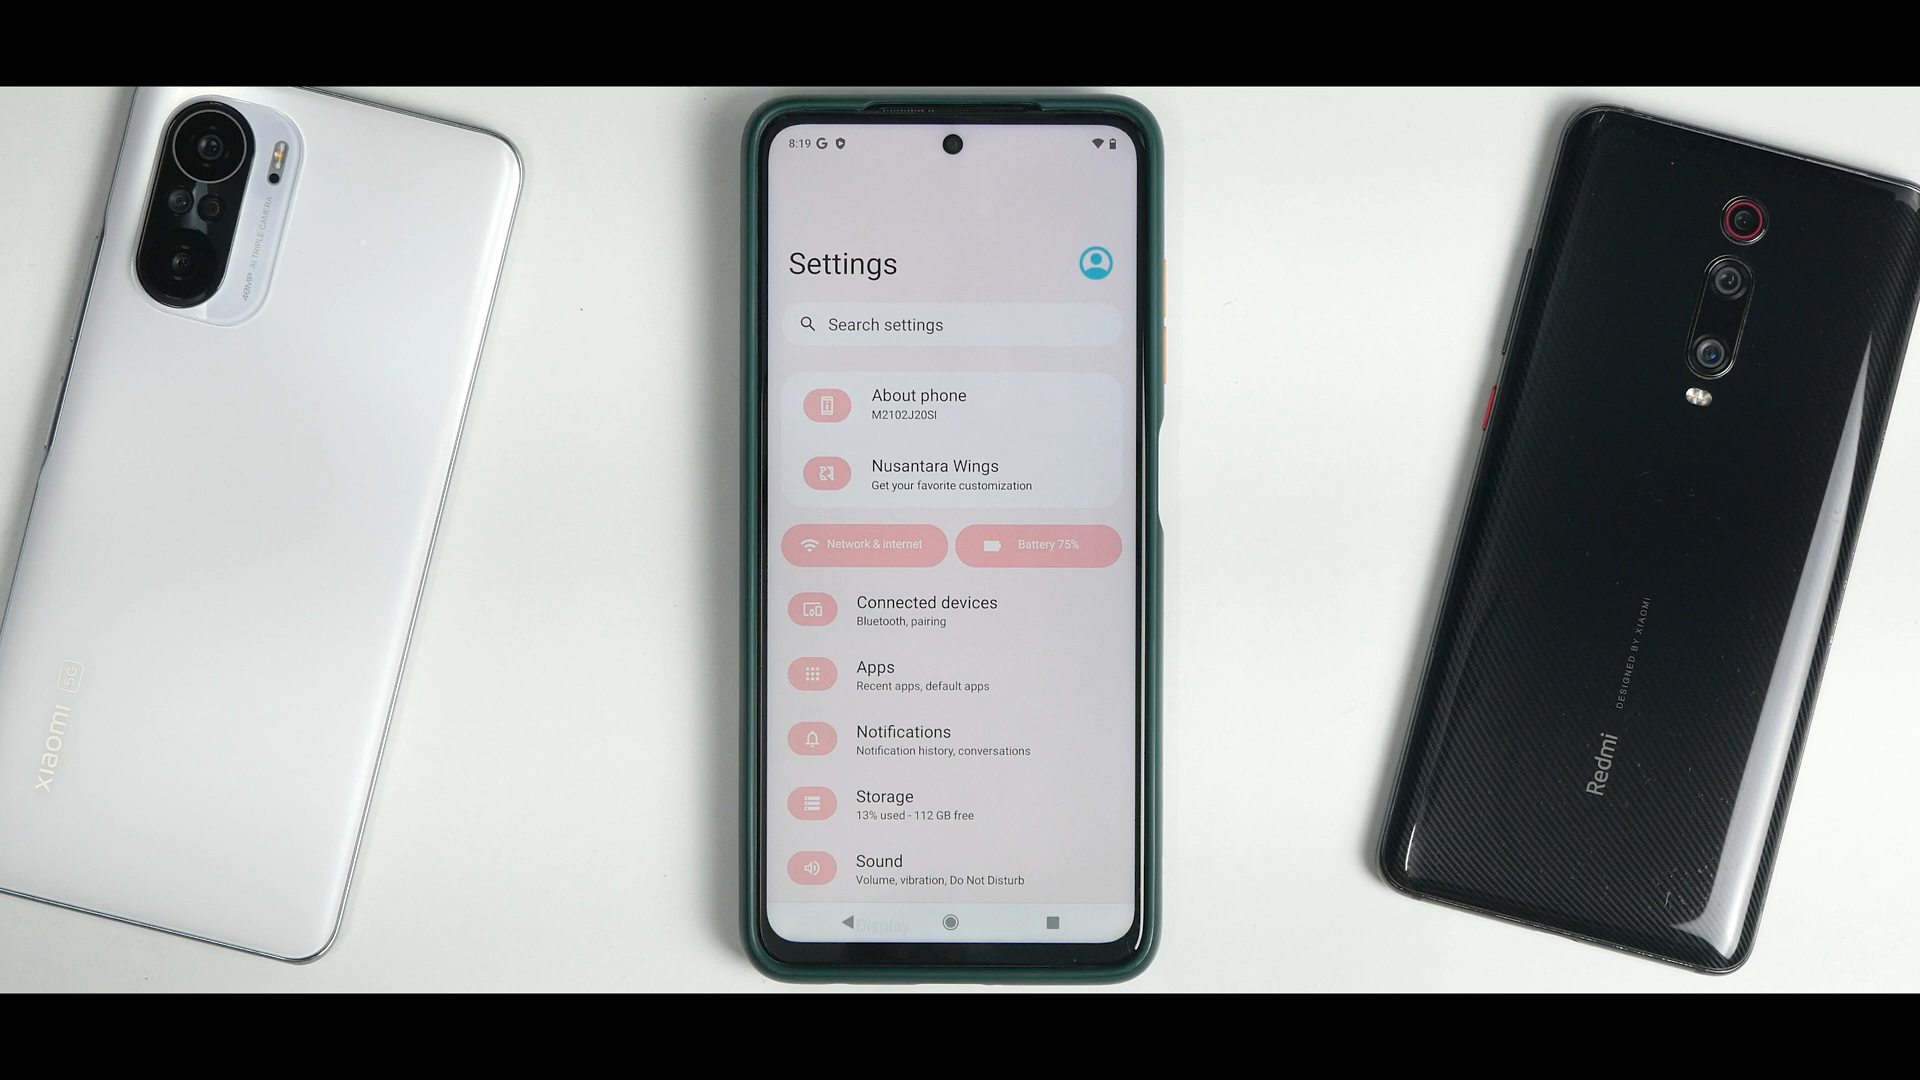 48MP AI TRIPLE CAMERA
xiaomi 5G
8:19
Settings
Search settings
About phone
M2102J20SI
Nusantara Wings
Get your favorite customization
Network & internet
Battery 75%
Connected devices
Bluetooth, pairing
Apps
Recent apps, default apps
Notifications
Notification history, conversations
Storage
13% used - 112 GB free
Sound
Volume, vibration, Do Not Disturb
Display
Redmi
DESIGNED BY XIAOMI